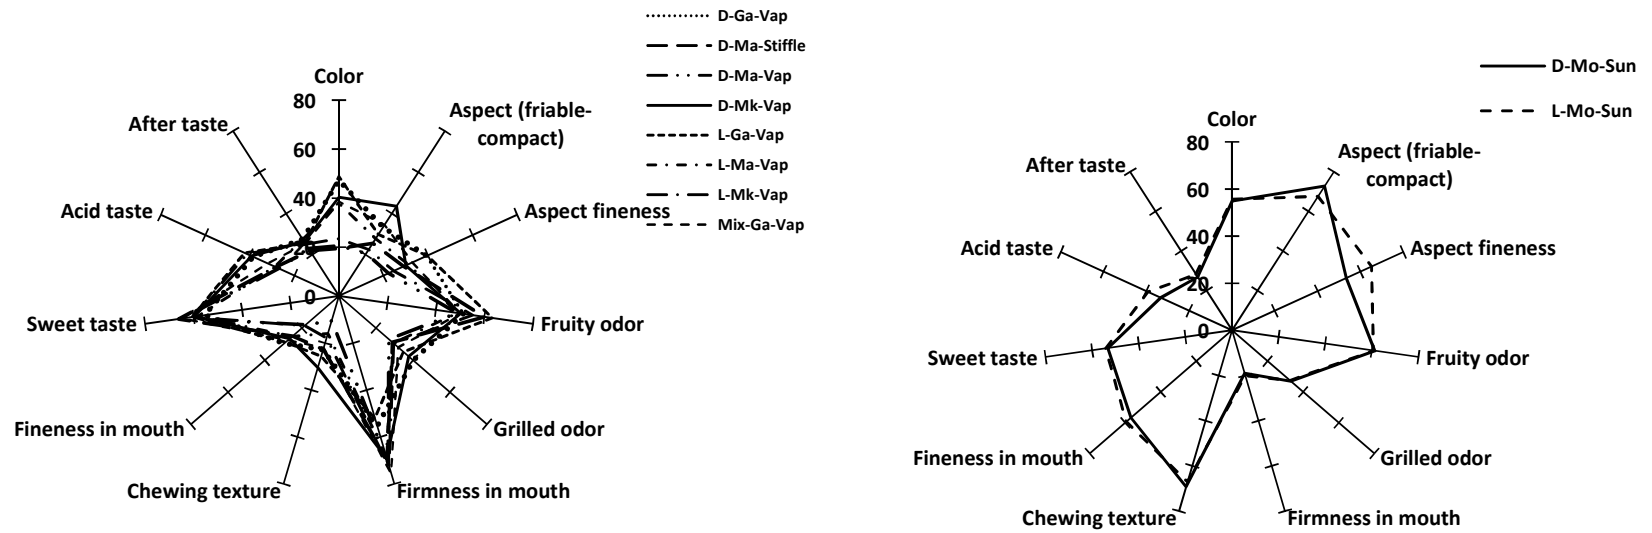 D-Ga-Vap
D-Ma-Stiffle
D-Ma-Vap
D-Mk-Vap
L-Ga-Vap
L-Ma-Vap
L-Mk-Vap
Mix-Ga-Vap
Color
80
60
40
0
Aspect (friable-
compact)
Aspect fineness
Fruity odor
Grilled odor
Firmness in mouth
Chewing texture
Fineness in mouth
Sweet taste
Acid taste
After taste
D-Mo-Sun
L-Mo-Sun
Color
80
60
40
20
0
Aspect (friable-
compact)
Aspect fineness
Fruity odor
Grilled odor
Firmness in mouth
Chewing texture
Fineness in mouth
Sweet taste
Acid taste
After taste